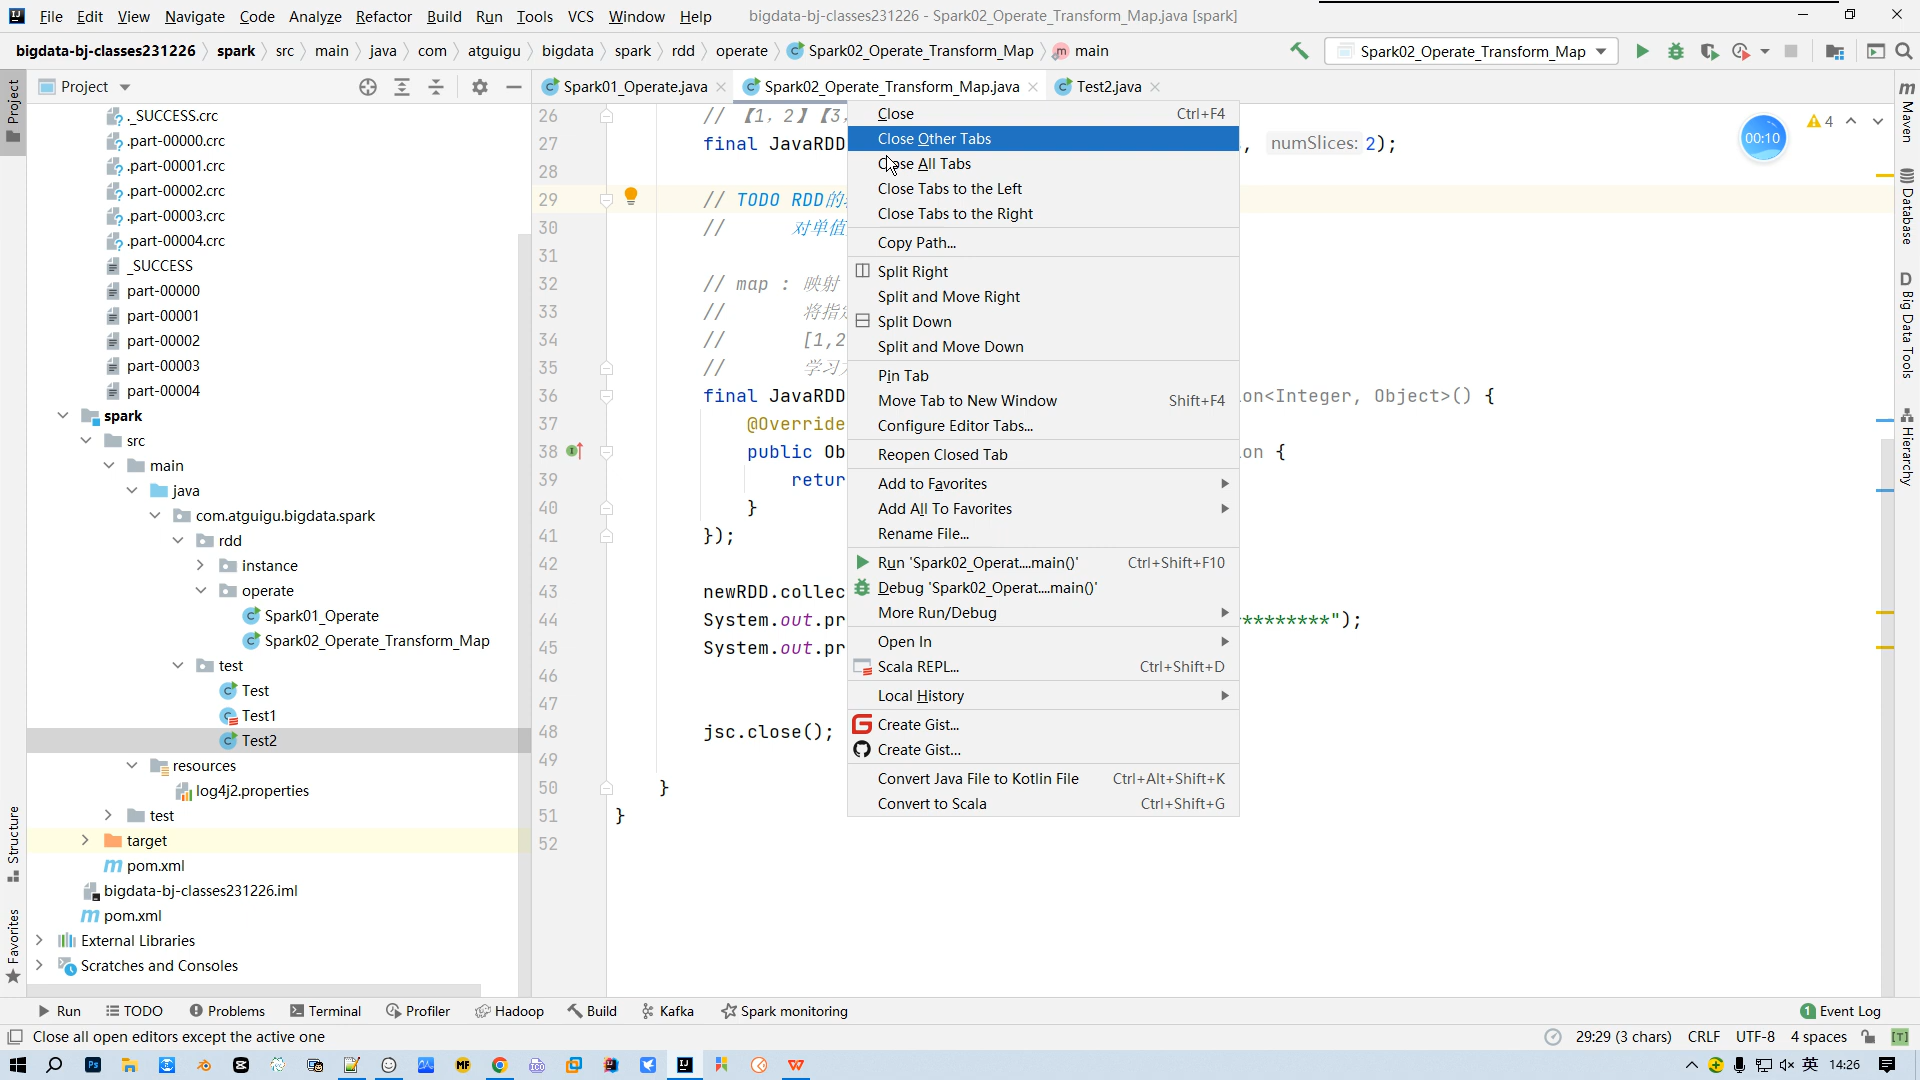 File Edit View Navigate Code Analyze Refactor Build Run Tools VCS Window Help bigdata-bj-classes231226 - Spark02_Operate_Transform_Map.java [spark]
bigdata-bj-classes231226 spark src main java com atguigu bigdata spark rdd operate Spark02_Operate_Transform_Map main Spark02_Operate_Transform_Map
Project Spark01_Operate.java Spark02_Operate_Transform_Map.java Test2.java
Project
Structure
Favorites
Maven
Database
Big Data Tools
Hierarchy
._SUCCESS.crc
.part-00000.crc
.part-00001.crc
.part-00002.crc
.part-00003.crc
.part-00004.crc
_SUCCESS
part-00000
part-00001
part-00002
part-00003
part-00004
spark
src
main
java
com.atguigu.bigdata.spark
rdd
instance
operate
Spark01_Operate
Spark02_Operate_Transform_Map
test
Test
Test1
Test2
resources
log4j2.properties
test
target
pom.xml
bigdata-bj-classes231226.iml
pom.xml
External Libraries
Scratches and Consoles
26 // 【1, 2】【3,
27 final JavaRDD , numSlices: 2);
28
29 // TODO RDD的
30 // 对单值
31
32 // map : 映射
33 // 将指定
34 // [1,2
35 // 学习
36 final JavaRDD on<Integer, Object>() {
37 @Override
38 public Ob on {
39 retur
40 }
41 });
42
43 newRDD.collec
44 System.out.pr *********");
45 System.out.pr
46
47
48 jsc.close();
49
50 }
51 }
52
00:10
4
Close Ctrl+F4
Close Other Tabs
Close All Tabs
Close Tabs to the Left
Close Tabs to the Right
Copy Path...
Split Right
Split and Move Right
Split Down
Split and Move Down
Pin Tab
Move Tab to New Window Shift+F4
Configure Editor Tabs...
Reopen Closed Tab
Add to Favorites
Add All To Favorites
Rename File...
Run 'Spark02_Operat....main()' Ctrl+Shift+F10
Debug 'Spark02_Operat....main()'
More Run/Debug
Open In
Scala REPL... Ctrl+Shift+D
Local History
Create Gist...
Create Gist...
Convert Java File to Kotlin File Ctrl+Alt+Shift+K
Convert to Scala Ctrl+Shift+G
Run TODO Problems Terminal Profiler Hadoop Build Kafka Spark monitoring 1 Event Log
Close all open editors except the active one 29:29 (3 chars) CRLF UTF-8 4 spaces
英 14:26